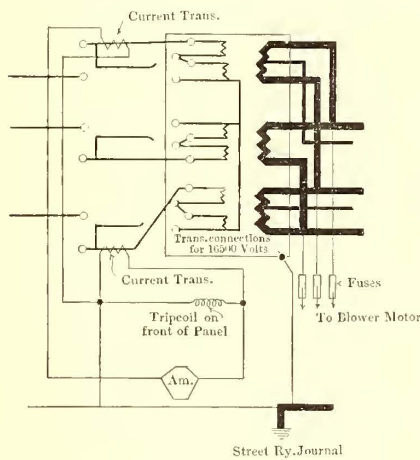 Current Trans.
Trans.connections
for 16500 Volts
Current Trans.
Fuses
Tripcoil on
front of Panel
To Blower Motor
Am.
Street Ry.Journal